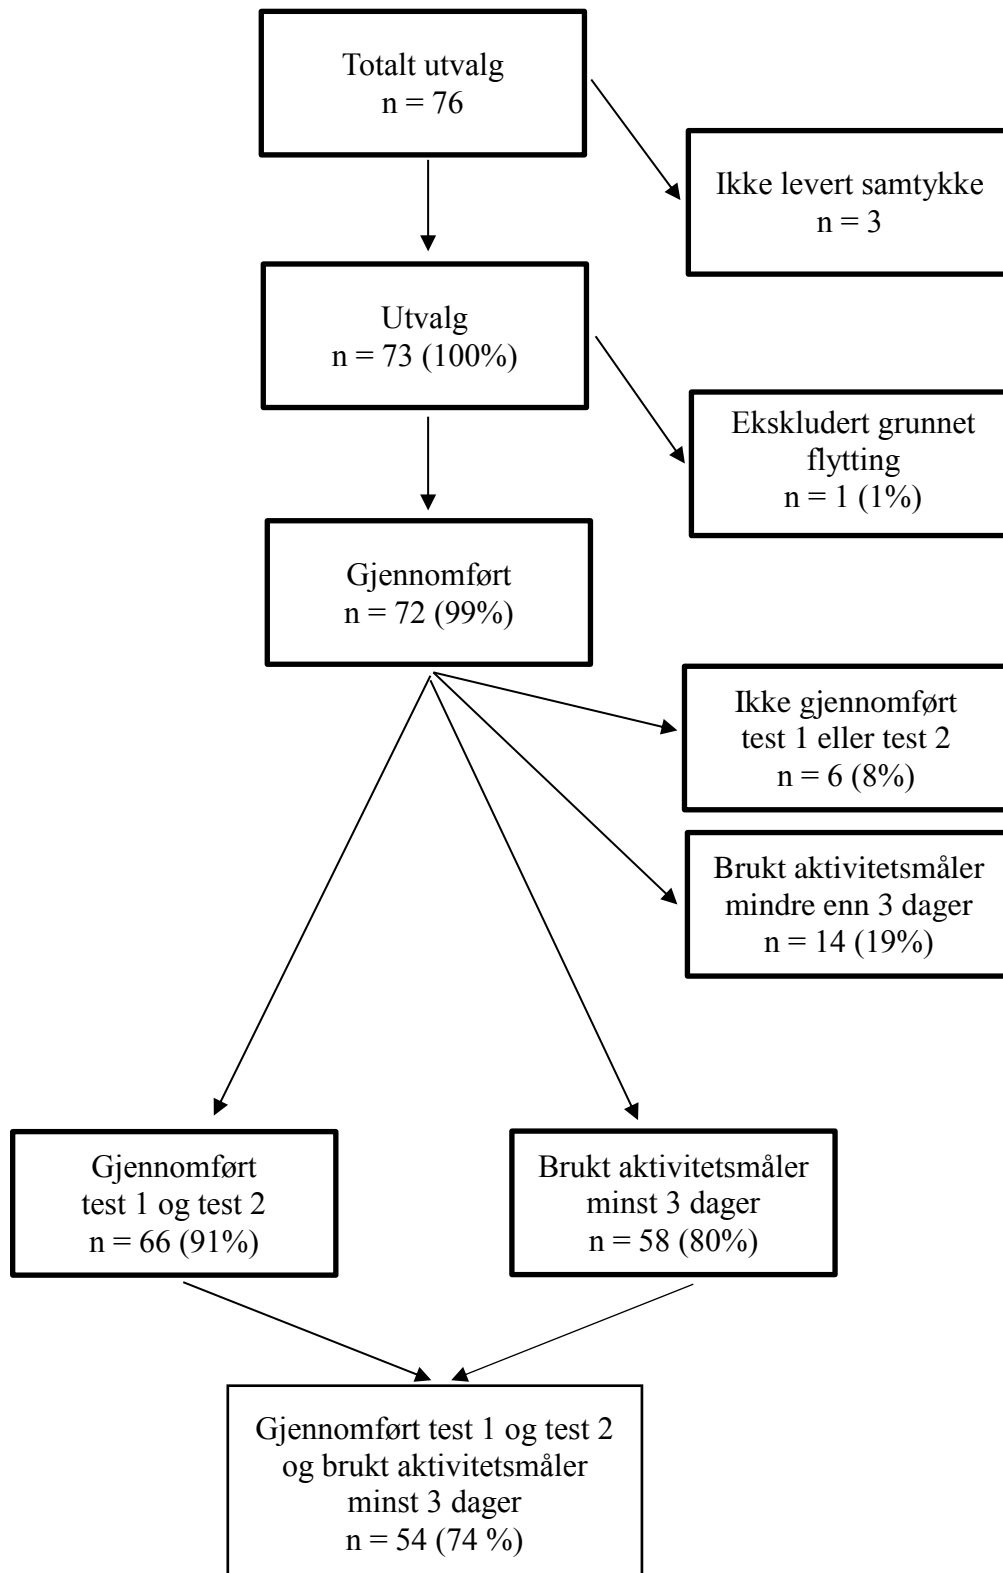 Totalt utvalg
n = 76
Ikke levert samtykke
n = 3
Utvalg
n = 73 (100%)
Ekskludert grunnet
flytting
n = 1 (1%)
Gjennomført
n = 72 (99%)
Ikke gjennomført
test 1 eller test 2
n = 6 (8%)
Brukt aktivitetsmåler
mindre enn 3 dager
n = 14 (19%)
Gjennomført
test 1 og test 2
n = 66 (91%)
Brukt aktivitetsmåler
minst 3 dager
n = 58 (80%)
Gjennomført test 1 og test 2
og brukt aktivitetsmåler
minst 3 dager
n = 54 (74 %)